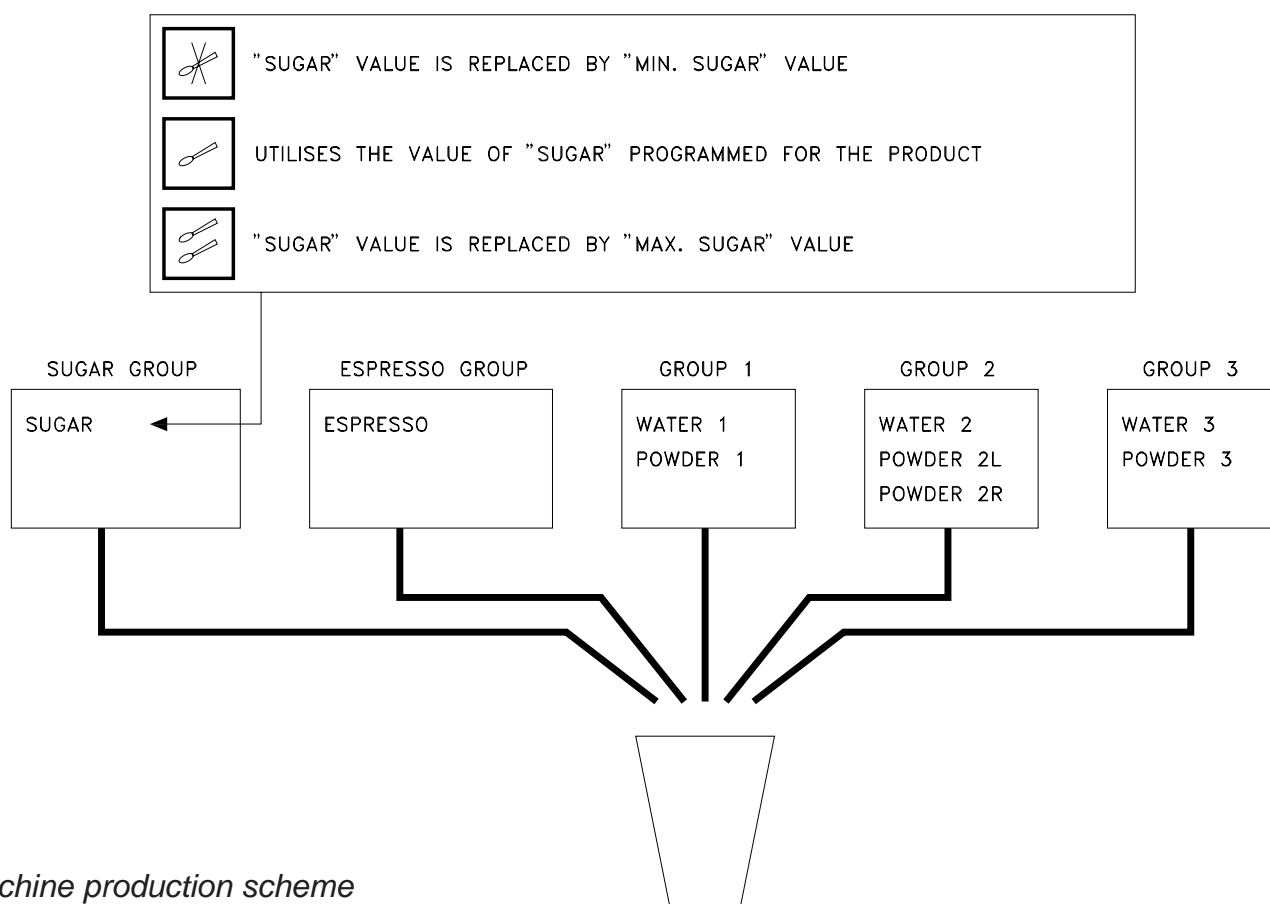 "SUGAR" VALUE IS REPLACED BY "MIN. SUGAR" VALUE
UTILISES THE VALUE OF "SUGAR" PROGRAMMED FOR THE PRODUCT
"SUGAR" VALUE IS REPLACED BY "MAX. SUGAR" VALUE
SUGAR GROUP
SUGAR
ESPRESSO GROUP
ESPRESSO
GROUP 1
WATER 1
POWDER 1
GROUP 2
WATER 2
POWDER 2L
POWDER 2R
GROUP 3
WATER 3
POWDER 3
chine production scheme